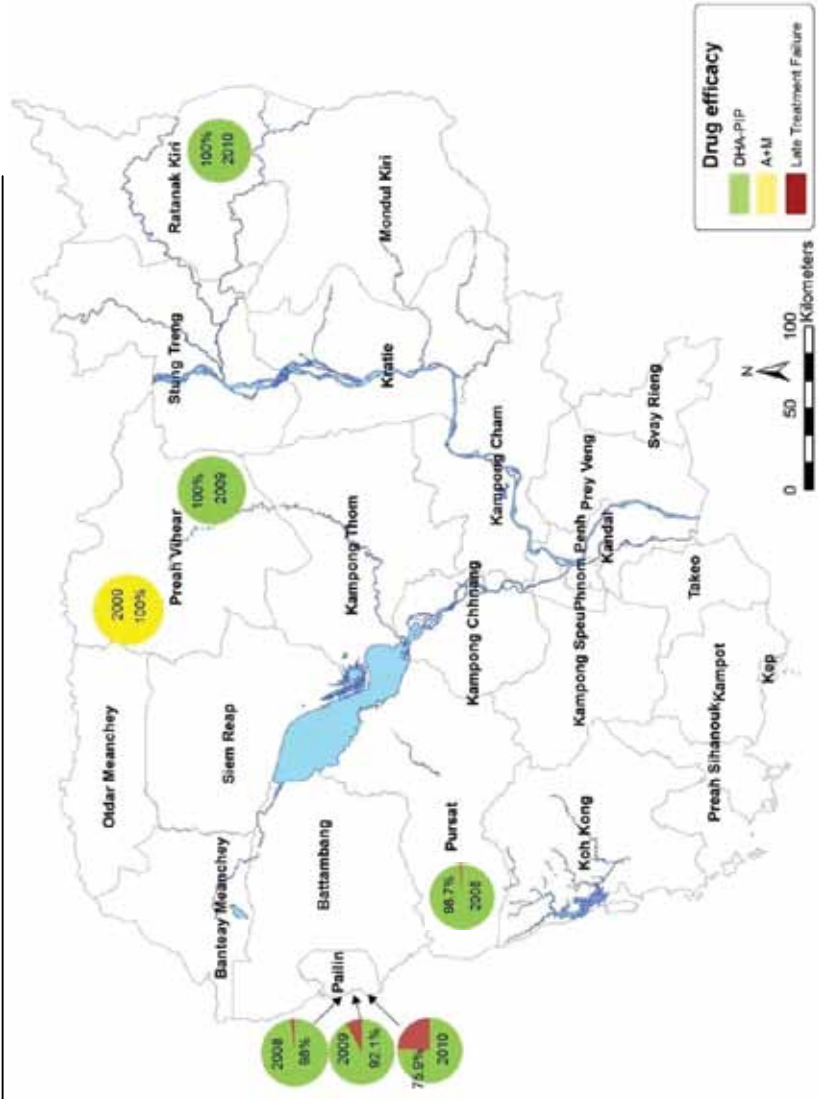 Oldar Meanchey
2009
100%
Preah Vihear
100%
2009
Stung Treng
Ratanak Kiri
100%
2010
Banteay Meanchey
Siem Reap
Battambang
Pailin
2008
98%
2009
92.1%
75.9%
2010
Kampong Thom
Kratie
Mondul Kiri
Pursat
98.7%
2008
Kampong Chhnang
Kampong Cham
Koh Kong
Kampong Speu
Phnom Penh
Prey Veng
Kandal
Svay Rieng
Takeo
Preah Sihanouk
Kampot
Kep
N
0 50 100
Kilometers
Drug efficacy
DHA-PIP
A+M
Late Treatment Failure